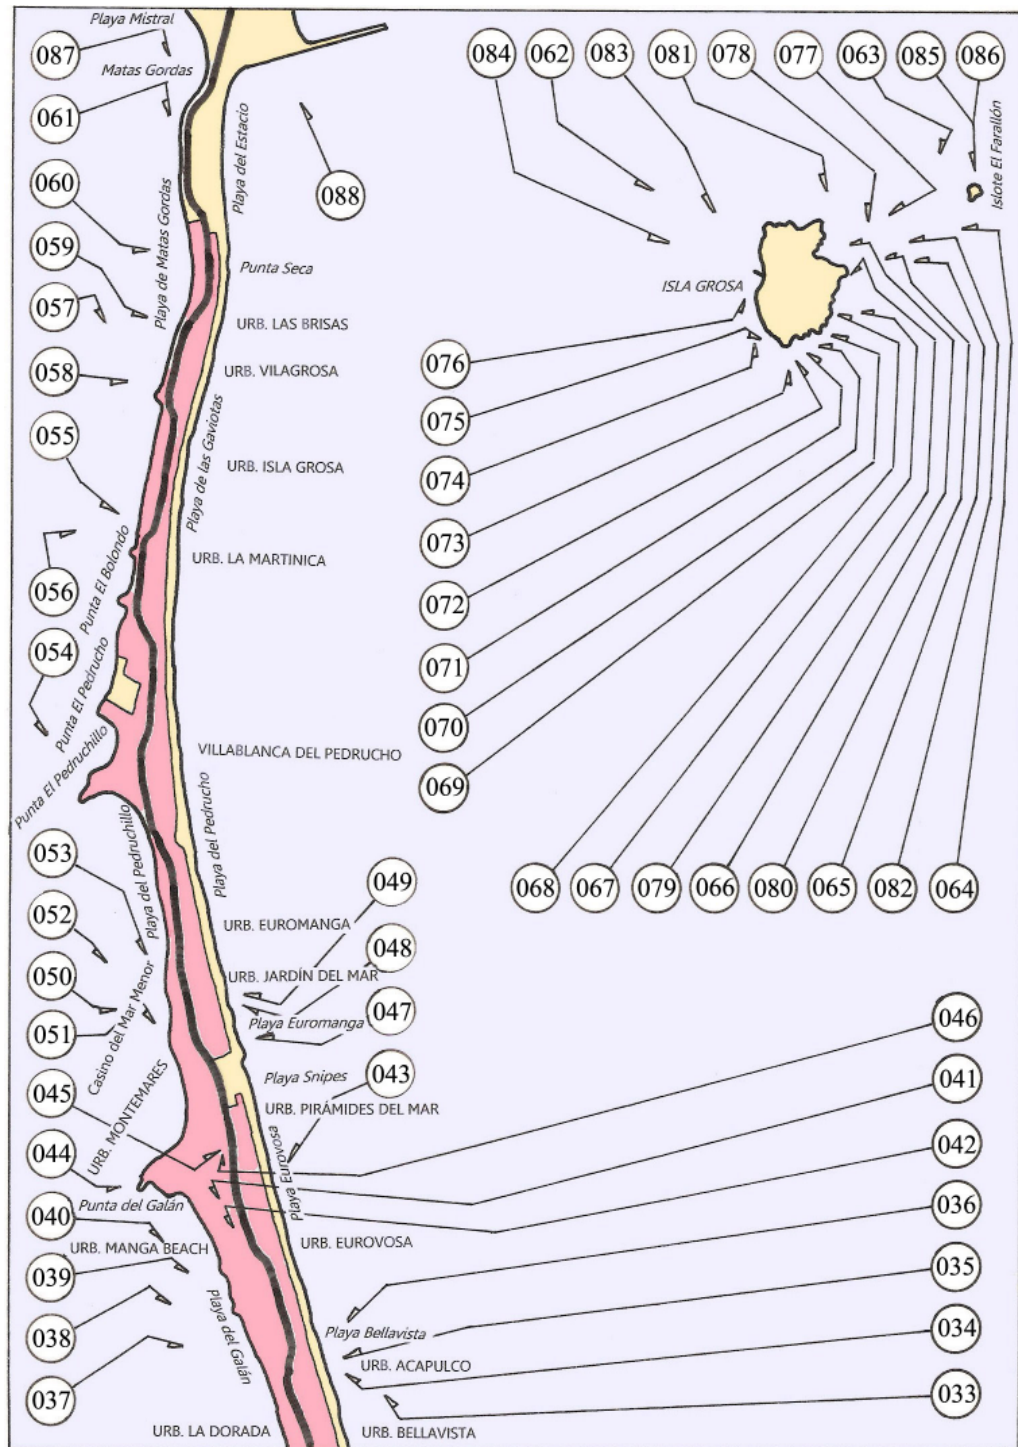 Playa Mistral
087
Matas Gordas
061
084
062
083
081
078
077
063
085
086
Islote El Farallón
088
Playa del Estacio
060
059
057
058
Playa de Matas Gordas
Punta Seca
ISLA GROSA
URB. LAS BRISAS
URB. VILAGROSA
Playa de las Gaviotas
URB. ISLA GROSA
076
075
074
073
072
071
070
069
055
056
054
Punta El Bolondo
URB. LA MARTINICA
Punta El Pedrucho
Punta El Pedruchillo
VILLABLANCA DEL PEDRUCHO
Playa del Pedrucho
Playa del Pedruchillo
068
067
079
066
080
065
082
064
053
052
050
051
049
048
047
URB. EUROMANGA
URB. JARDÍN DEL MAR
Playa Euromanga
Casino del Mar Menor
Playa Snipes
043
URB. PIRÁMIDES DEL MAR
URB. MONTEMARES
Playa Eurovosa
045
044
Punta del Galán
040
URB. MANGA BEACH
039
038
037
046
041
042
036
035
034
033
URB. EUROVOSA
Playa del Galán
Playa Bellavista
URB. ACAPULCO
URB. LA DORADA
URB. BELLAVISTA